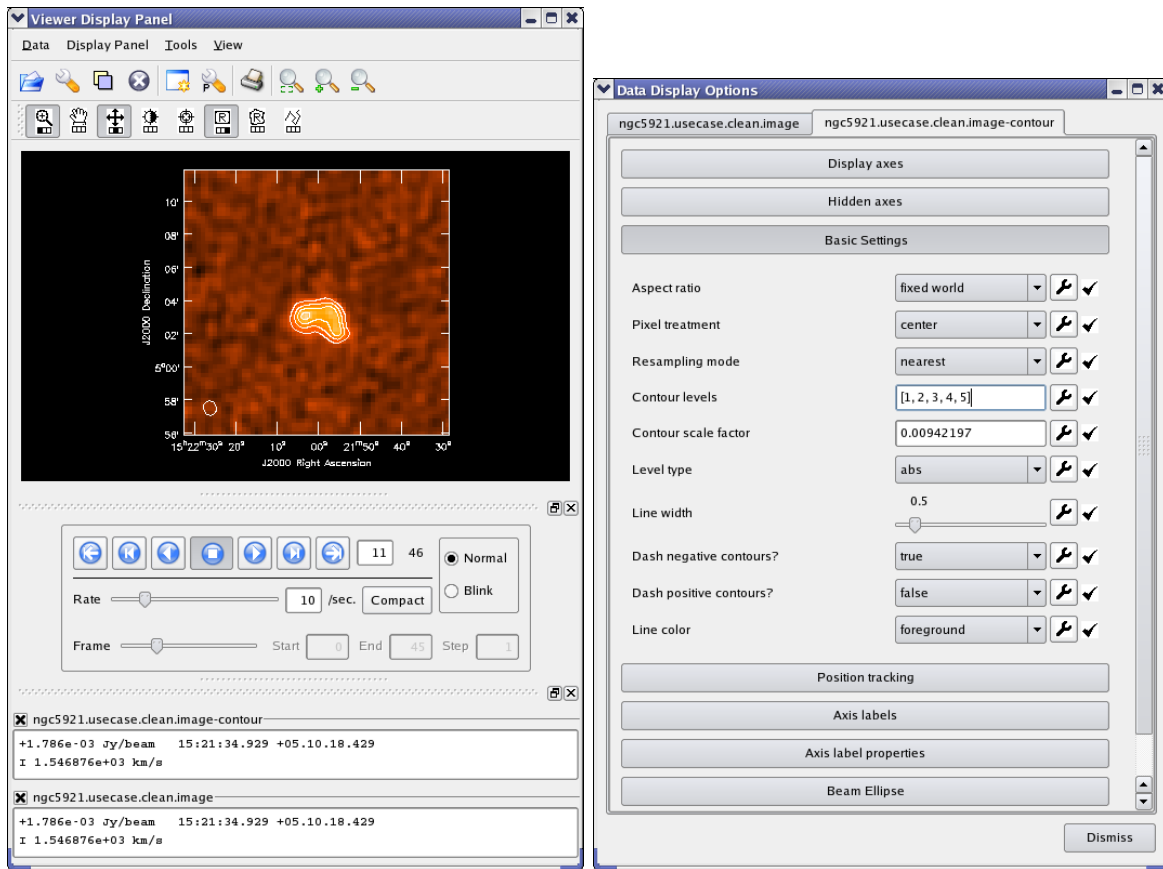 Viewer Display Panel
Data Display Panel Tools View
P
R R
10'
08'
06'
04'
02'
5°00'
58'
56'
J2000 Declination
15ʰ22ᵐ30ˢ 20ˢ 10ˢ 00ˢ 21ᵐ50ˢ 40ˢ 30ˢ
J2000 Right Ascension
11 46
Normal
Blink
Rate 10 /sec. Compact
Frame Start 0 End 45 Step 1
ngc5921.usecase.clean.image-contour
+1.786e-03 Jy/beam 15:21:34.929 +05.10.18.429
I 1.546876e+03 km/s
ngc5921.usecase.clean.image
+1.786e-03 Jy/beam 15:21:34.929 +05.10.18.429
I 1.546876e+03 km/s
Data Display Options
ngc5921.usecase.clean.image ngc5921.usecase.clean.image-contour
Display axes
Hidden axes
Basic Settings
Aspect ratio fixed world
Pixel treatment center
Resampling mode nearest
Contour levels [1, 2, 3, 4, 5]
Contour scale factor 0.00942197
Level type abs
Line width 0.5
Dash negative contours? true
Dash positive contours? false
Line color foreground
Position tracking
Axis labels
Axis label properties
Beam Ellipse
Dismiss